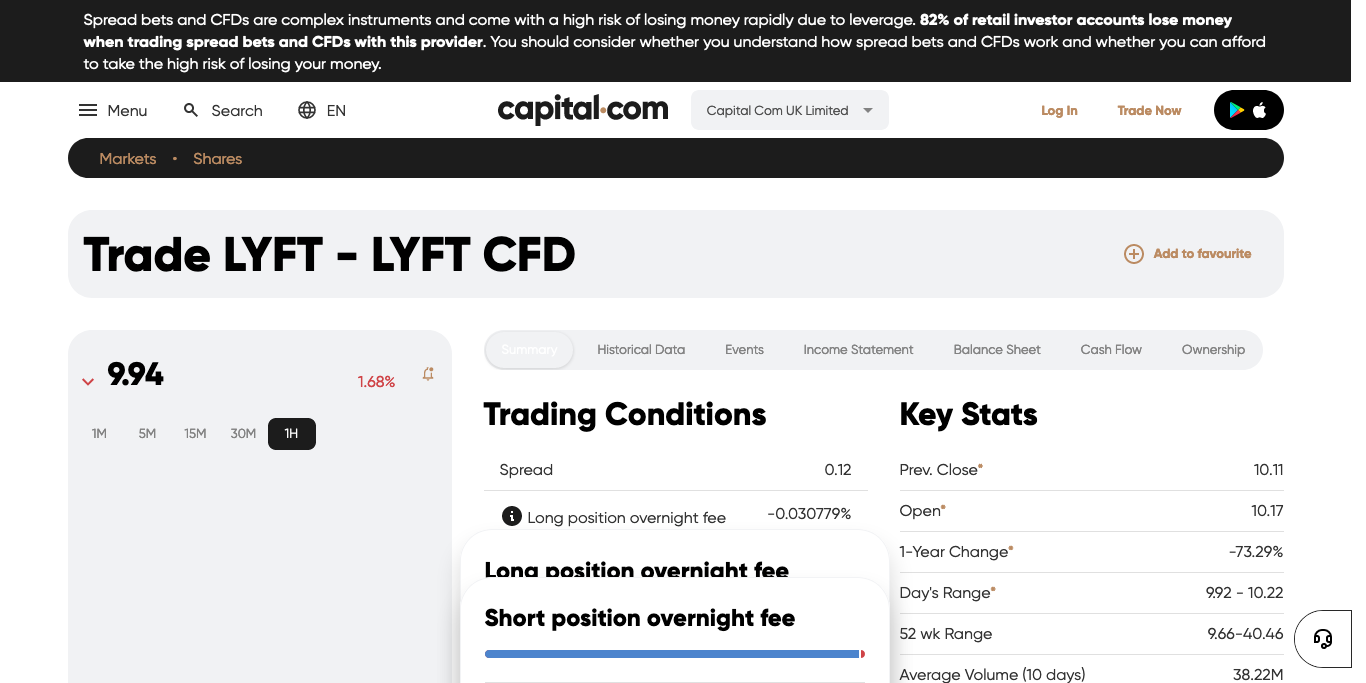 Spread bets and CFDs are complex instruments and come with a high risk of losing money rapidly due to leverage. 82% of retail investor accounts lose money
when trading spread bets and CFDs with this provider. You should consider whether you understand how spread bets and CFDs work and whether you can afford
to take the high risk of losing your money.
Menu Search EN capital.com Capital Com UK Limited Log In Trade Now
Markets • Shares
Trade LYFT - LYFT CFD
Add to favourite
9.94 1.68%
1M 5M 15M 30M 1H
Summary Historical Data Events Income Statement Balance Sheet Cash Flow Ownership
Trading Conditions
Spread 0.12
Long position overnight fee -0.030779%
Long position overnight fee
Short position overnight fee
Key Stats
Prev. Close• 10.11
Open• 10.17
1-Year Change• -73.29%
Day's Range• 9.92 - 10.22
52 wk Range 9.66-40.46
Average Volume (10 days) 38.22M